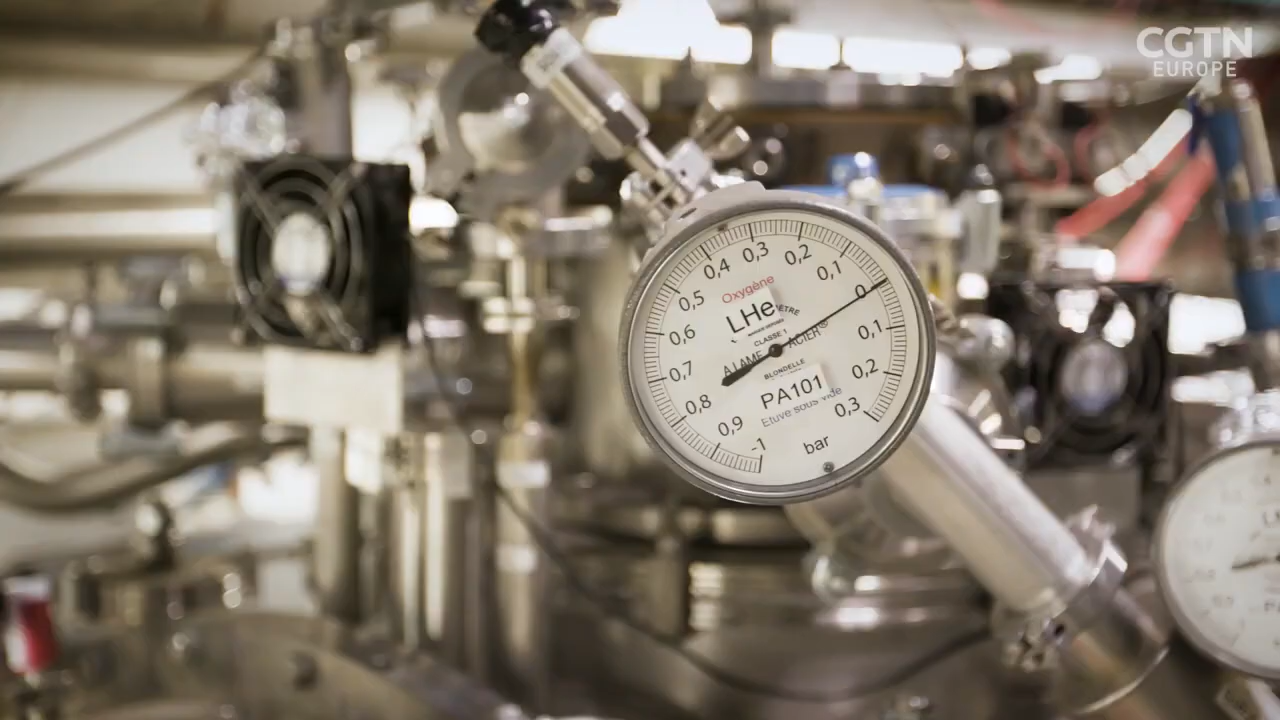 CGTN
EUROPE
0,4 0,3 0,2
0,5 0,1
0,6 0
0,7 0,1
0,8 0,2
0,9 0,3
-1
Oxygène
LHe
CLASSE 1
A LAME ACIER®
BLONDELLE
PA101
Etuve sous vide
bar